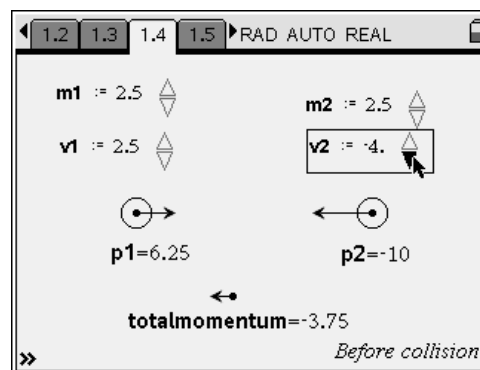 1.2 1.3 1.4 1.5 RAD AUTO REAL
m1 := 2.5
m2 := 2.5
v1 := 2.5
v2 := -4.
p1=6.25
p2=-10
totalmomentum=-3.75
Before collision